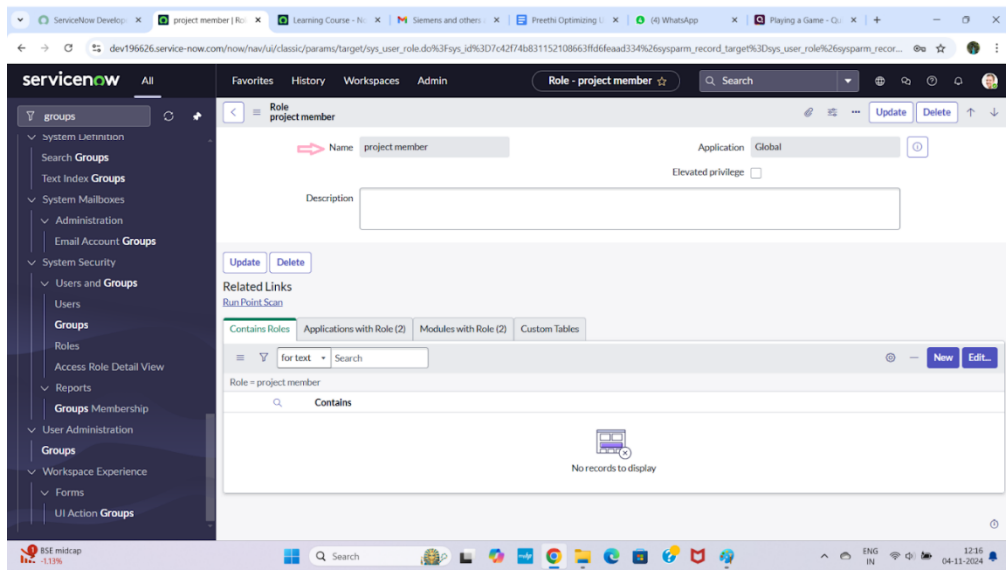 ServiceNow Develop
project member | Ro
Learning Course - N
Siemens and others
Preethi Optimizing U
(4) WhatsApp
Playing a Game - Qu
dev196626.service-now.com/now/nav/ui/classic/params/target/sys_user_role.do%3Fsys_id%3D7c42f74b831152108663ffd6feaad334%26sysparm_record_target%3Dsys_user_role%26sysparm_recor...
servicenow All Favorites History Workspaces Admin Role - project member Search
groups
System Definition
Search Groups
Text Index Groups
System Mailboxes
Administration
Email Account Groups
System Security
Users and Groups
Users
Groups
Roles
Access Role Detail View
Reports
Groups Membership
User Administration
Groups
Workspace Experience
Forms
UI Action Groups
Role
project member
Update Delete
Name project member Application Global
Elevated privilege
Description
Update Delete
Related Links
Run Point Scan
Contains Roles Applications with Role (2) Modules with Role (2) Custom Tables
for text Search New Edit...
Role = project member
Contains
No records to display
BSE midcap
-1.13%
Search
ENG
IN
12:16
04-11-2024